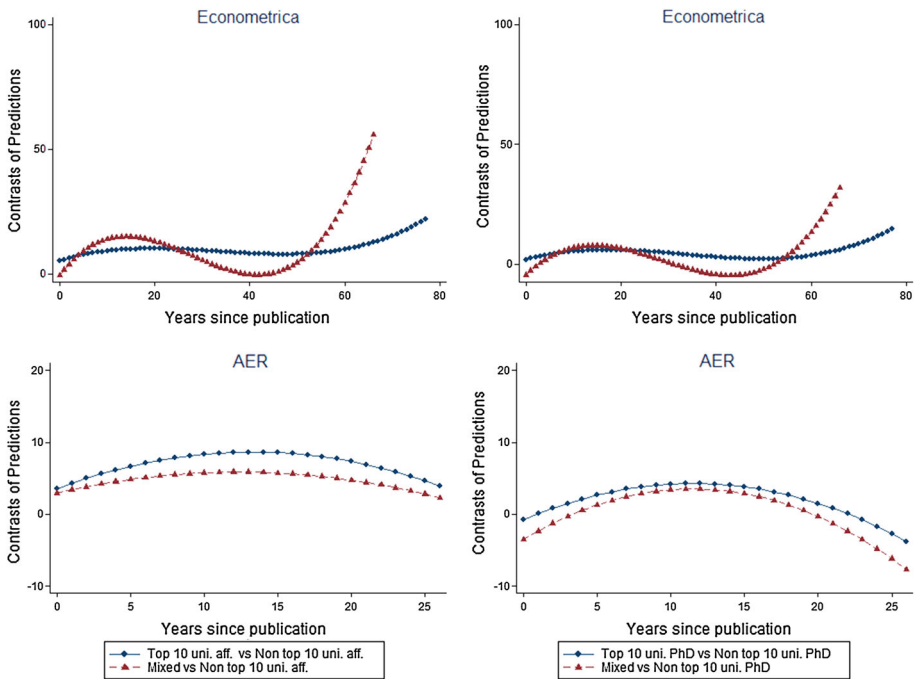 Econometrica
100
50
0
Contrasts of Predictions
0 20 40 60 80
Years since publication
Econometrica
100
50
0
Contrasts of Predictions
0 20 40 60 80
Years since publication
AER
20
10
0
-10
Contrasts of Predictions
0 5 10 15 20 25
Years since publication
Top 10 uni. aff. vs Non top 10 uni. aff.
Mixed vs Non top 10 uni. aff.
AER
20
10
0
-10
Contrasts of Predictions
0 5 10 15 20 25
Years since publication
Top 10 uni. PhD vs Non top 10 uni. PhD
Mixed vs Non top 10 uni. PhD